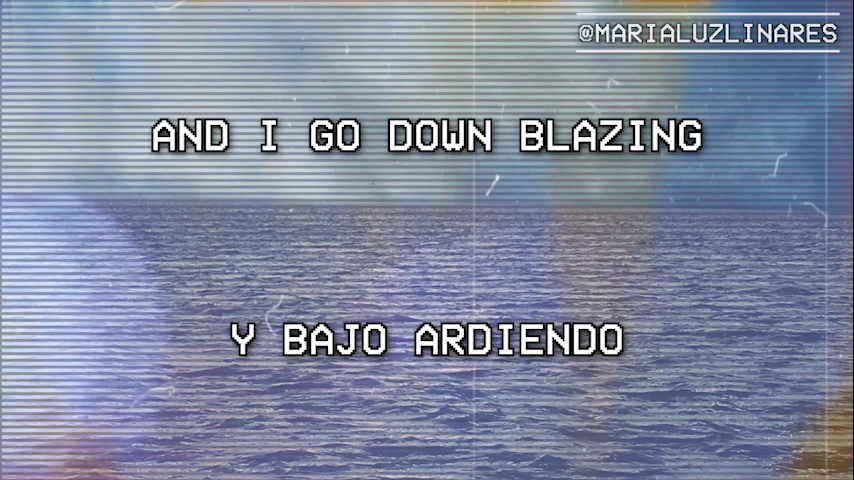 @MARIALUZLINARES
AND I GO DOWN BLAZING
Y BAJO ARDIENDO